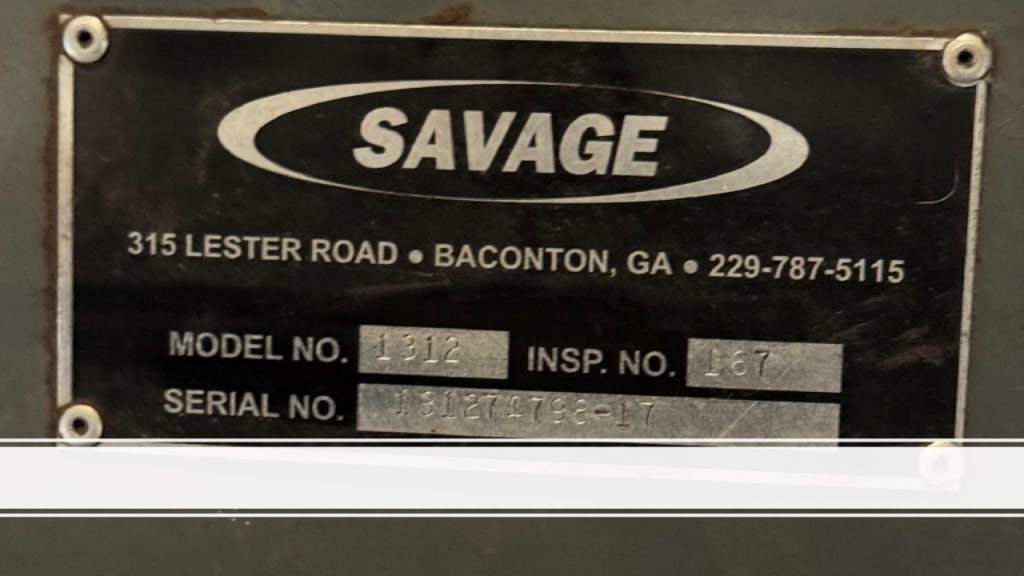 SAVAGE
315 LESTER ROAD • BACONTON, GA • 229-787-5115
MODEL NO. 1312 INSP. NO. 187
SERIAL NO. 131274798-17